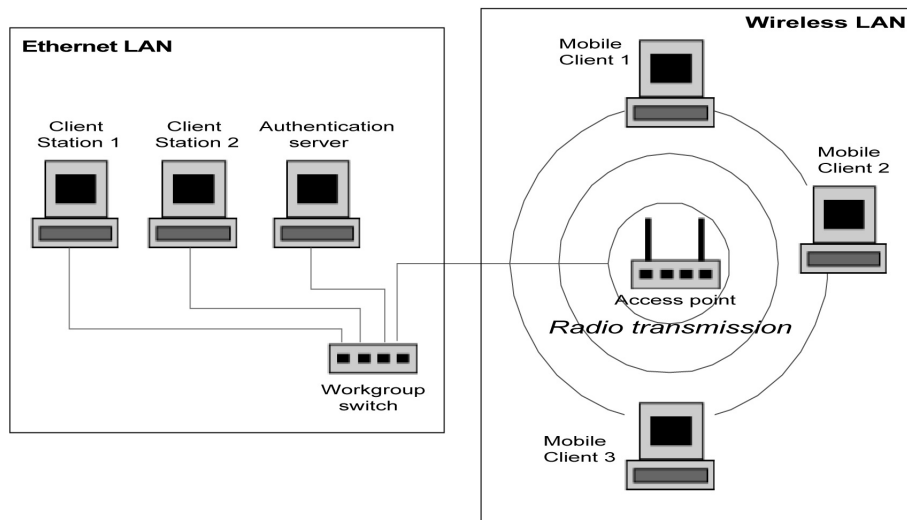 Ethernet LAN
Client
Station 1
Client
Station 2
Authentication
server
Workgroup
switch
Wireless LAN
Mobile
Client 1
Mobile
Client 2
Access point
Radio transmission
Mobile
Client 3